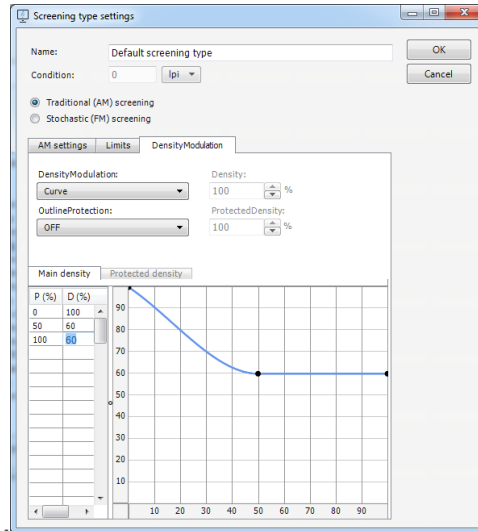 Screening type settings
Name: Default screening type OK
Condition: 0 lpi Cancel
Traditional (AM) screening
Stochastic (FM) screening
AM settings Limits DensityModulation
DensityModulation: Density:
Curve 100 %
OutlineProtection: ProtectedDensity:
OFF 100 %
Main density Protected density
P (%) D (%)
0 100
50 60
100 60
90
80
70
60
50
40
30
20
10
10 20 30 40 50 60 70 80 90